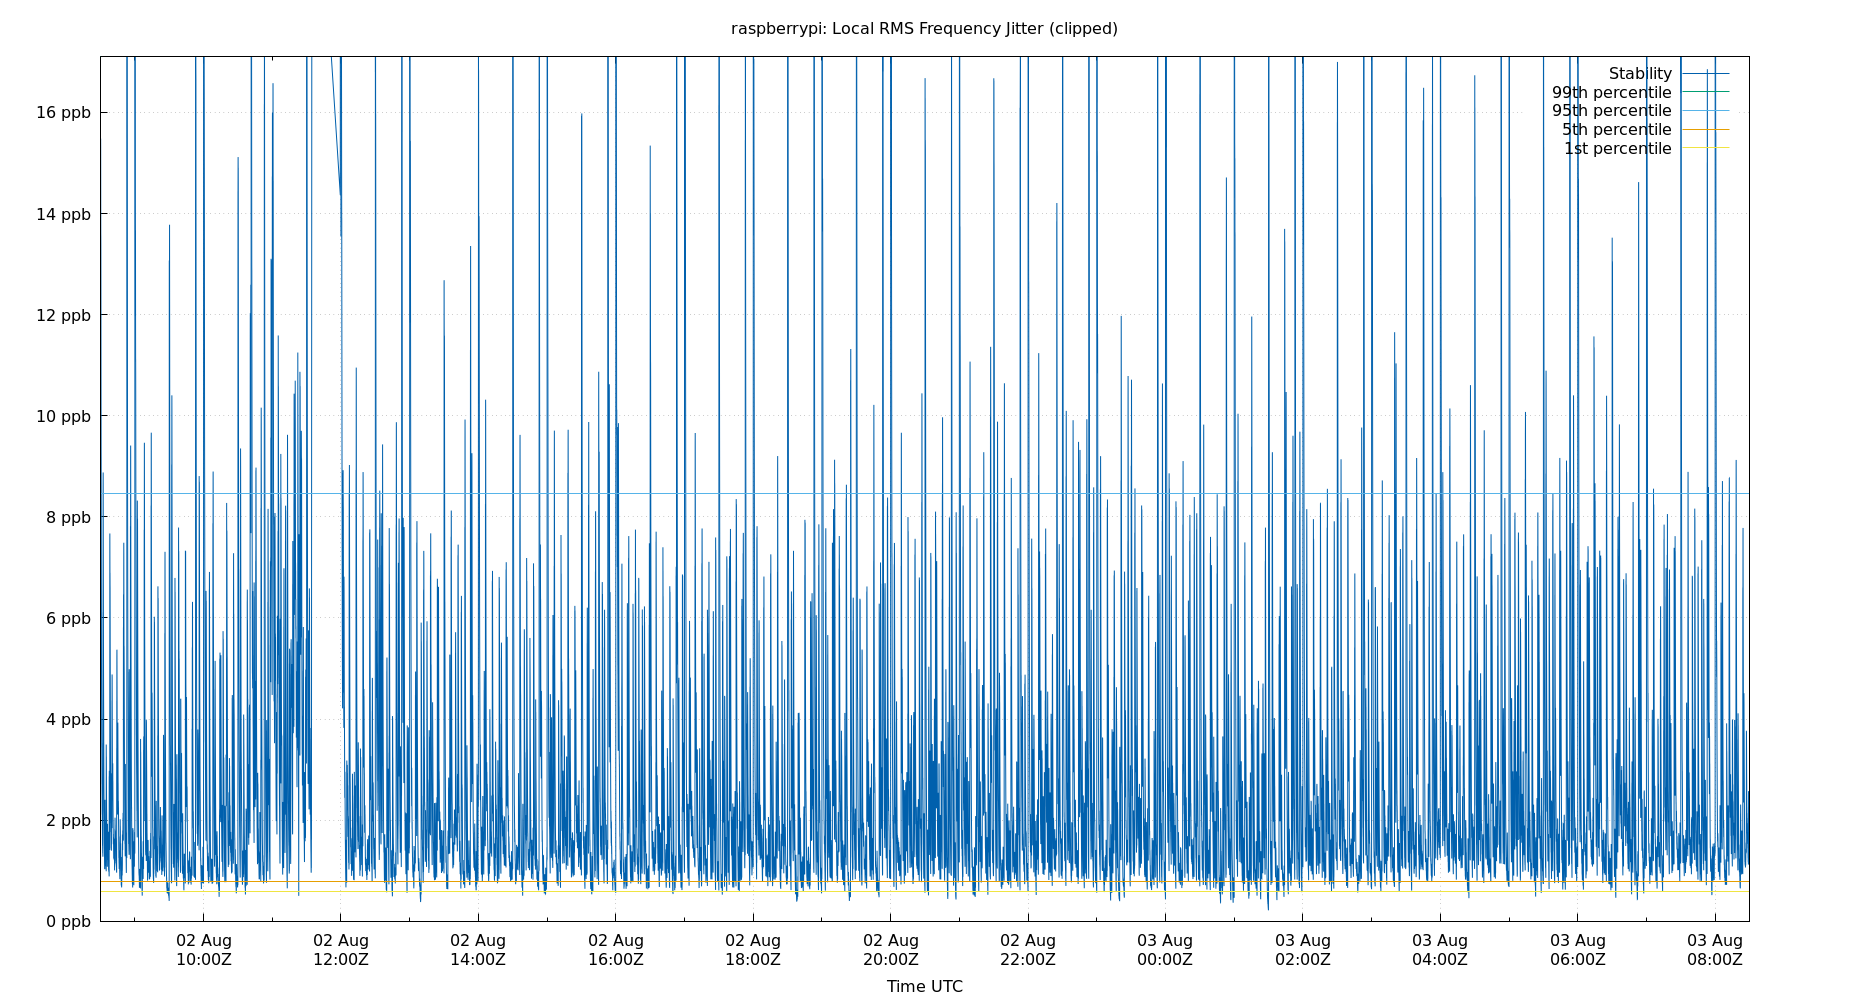 raspberrypi: Local RMS Frequency Jitter (clipped)
Stability
99th percentile
95th percentile
5th percentile
1st percentile
16 ppb
14 ppb
12 ppb
10 ppb
8 ppb
6 ppb
4 ppb
2 ppb
0 ppb
02 Aug 02 Aug 02 Aug 02 Aug 02 Aug 02 Aug 02 Aug 03 Aug 03 Aug 03 Aug 03 Aug 03 Aug
10:00Z 12:00Z 14:00Z 16:00Z 18:00Z 20:00Z 22:00Z 00:00Z 02:00Z 04:00Z 06:00Z 08:00Z
Time UTC